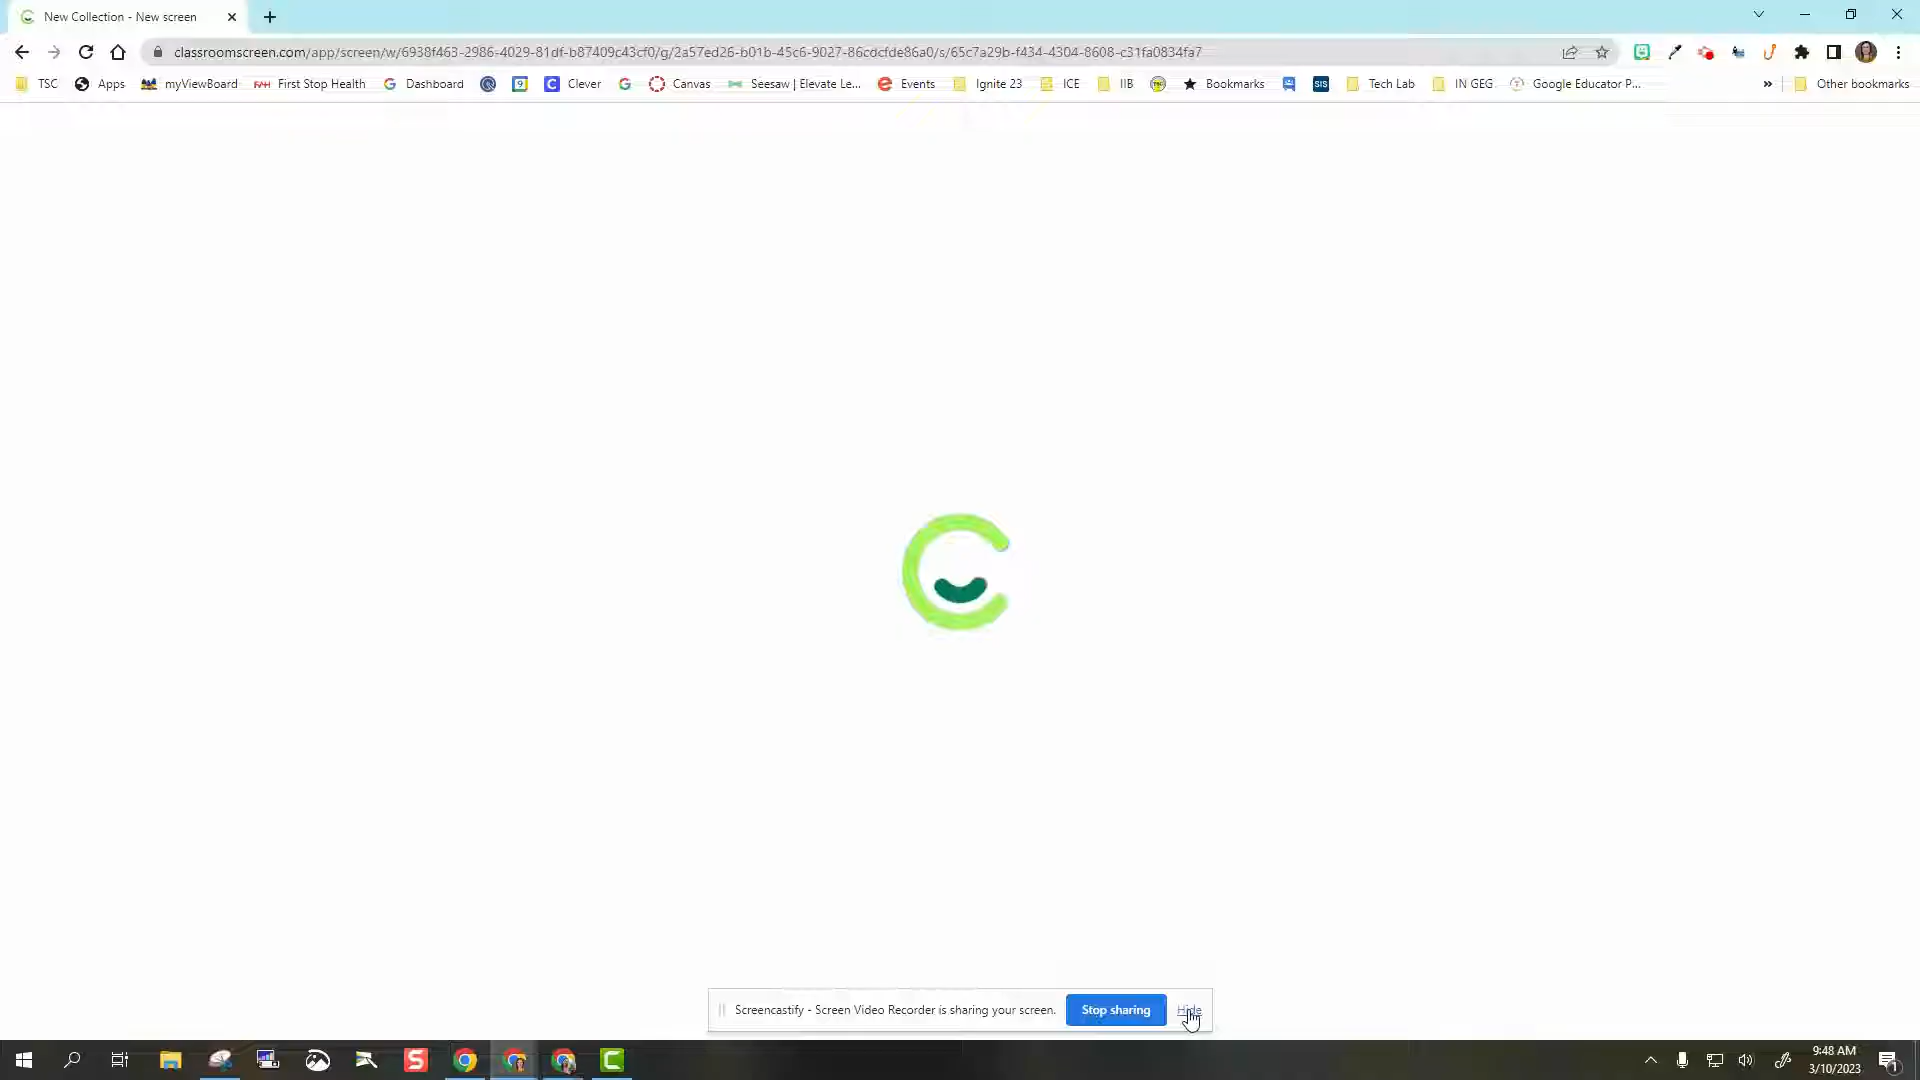 New Collection - New screen
classroomscreen.com/app/screen/w/6938f463-2986-4029-81df-b87409c43cf0/g/2a57ed26-b01b-45c6-9027-86cdcfde86a0/s/65c7a29b-f434-4304-8608-c31fa0834fa7
TSC Apps myViewBoard FAH First Stop Health Dashboard Clever Canvas Seesaw | Elevate Le... Events Ignite 23 ICE IIB Bookmarks SIS Tech Lab IN GEG Google Educator P... » Other bookmarks
Screencastify - Screen Video Recorder is sharing your screen. Stop sharing Hide
9:48 AM
3/10/2023